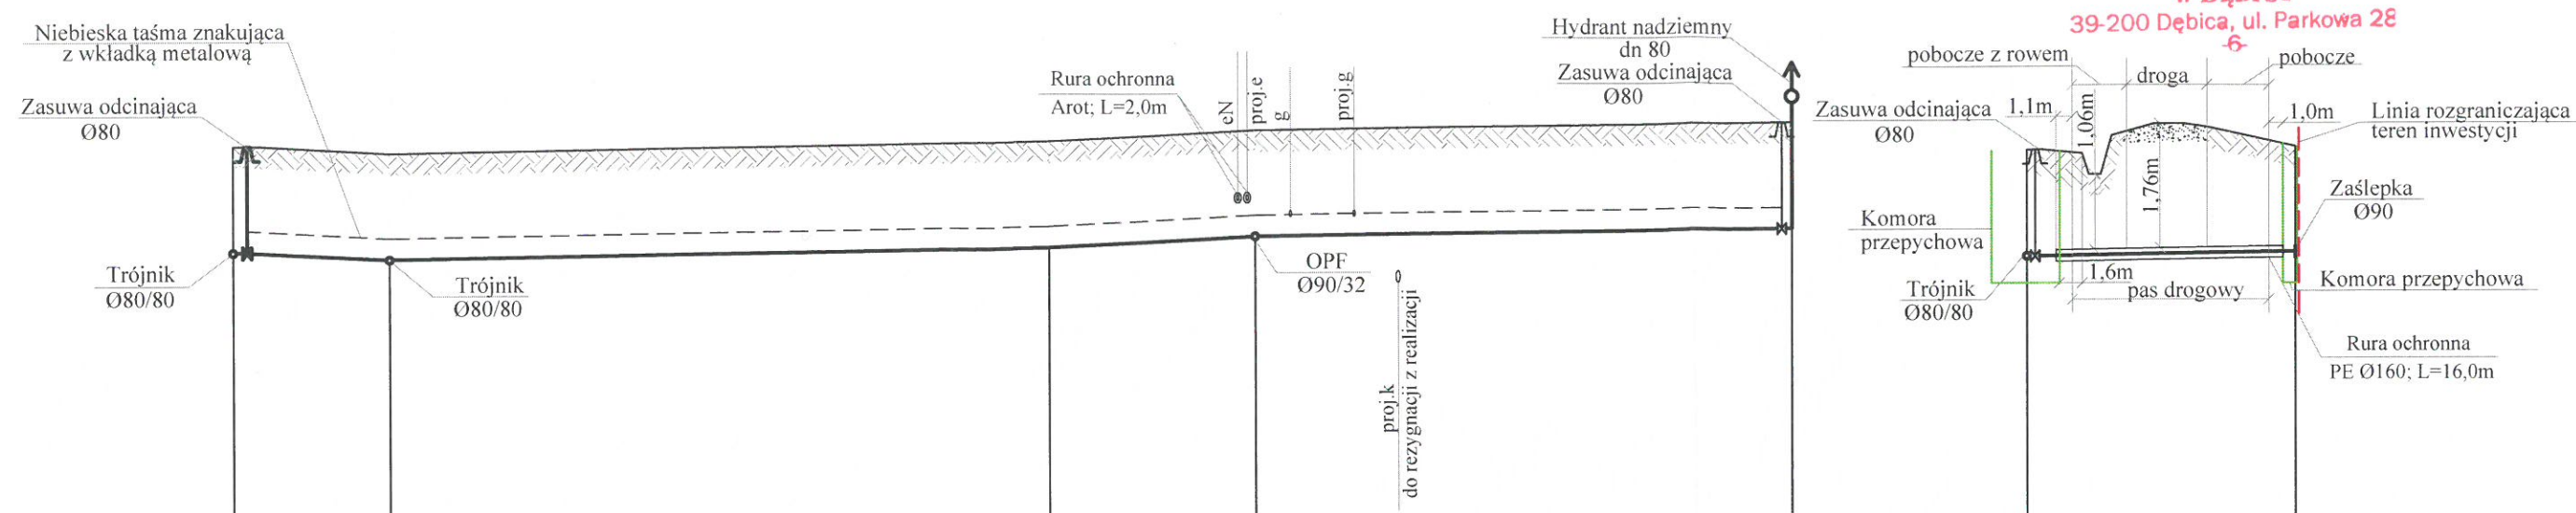 Niebieska taśma znakująca
z wkładką metalową
Zasuwa odcinająca
Ø80
Trójnik
Ø80/80
Trójnik
Ø80/80
Rura ochronna
Arot; L=2,0m
eN
proj.e
g
proj.g
OPF
Ø90/32
proj.k
do rezygnacji z realizacji
Hydrant nadziemny
dn 80
Zasuwa odcinająca
Ø80
39-200 Dębica, ul. Parkowa 28
-6-
pobocze z rowem
droga
pobocze
Zasuwa odcinająca
Ø80
1,1m
1,06m
1,76m
1,0m
Linia rozgraniczająca
teren inwestycji
Zaślepka
Ø90
Komora
przepychowa
1,6m
pas drogowy
Trójnik
Ø80/80
Komora przepychowa
Rura ochronna
PE Ø160; L=16,0m